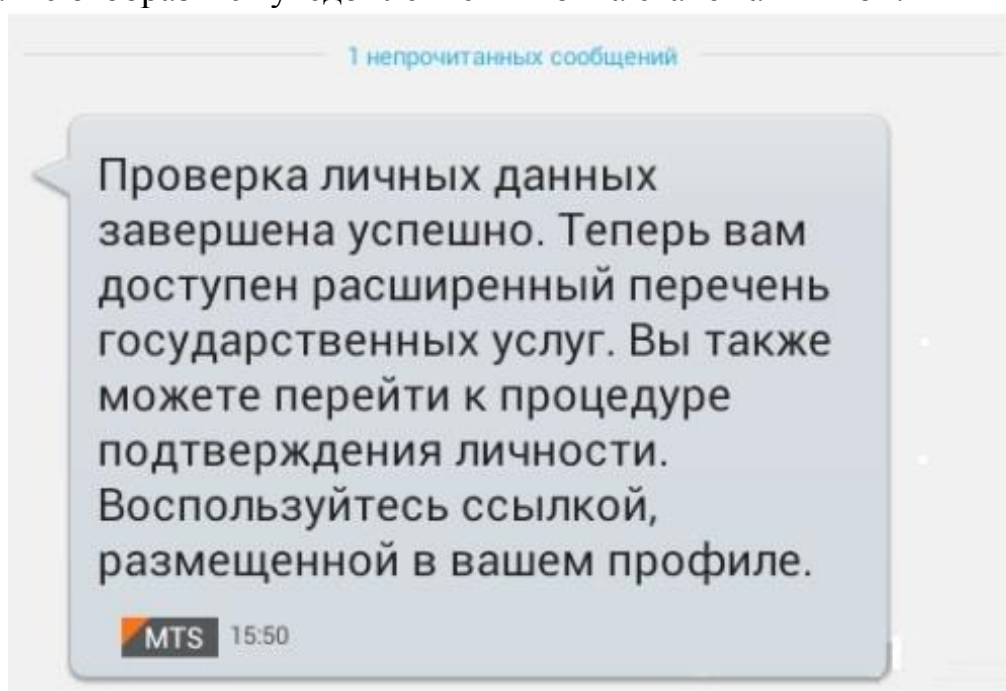 1 непрочитанных сообщений
Проверка личных данных
завершена успешно. Теперь вам
доступен расширенный перечень
государственных услуг. Вы также
можете перейти к процедуре
подтверждения личности.
Воспользуйтесь ссылкой,
размещенной в вашем профиле.
MTS 15:50